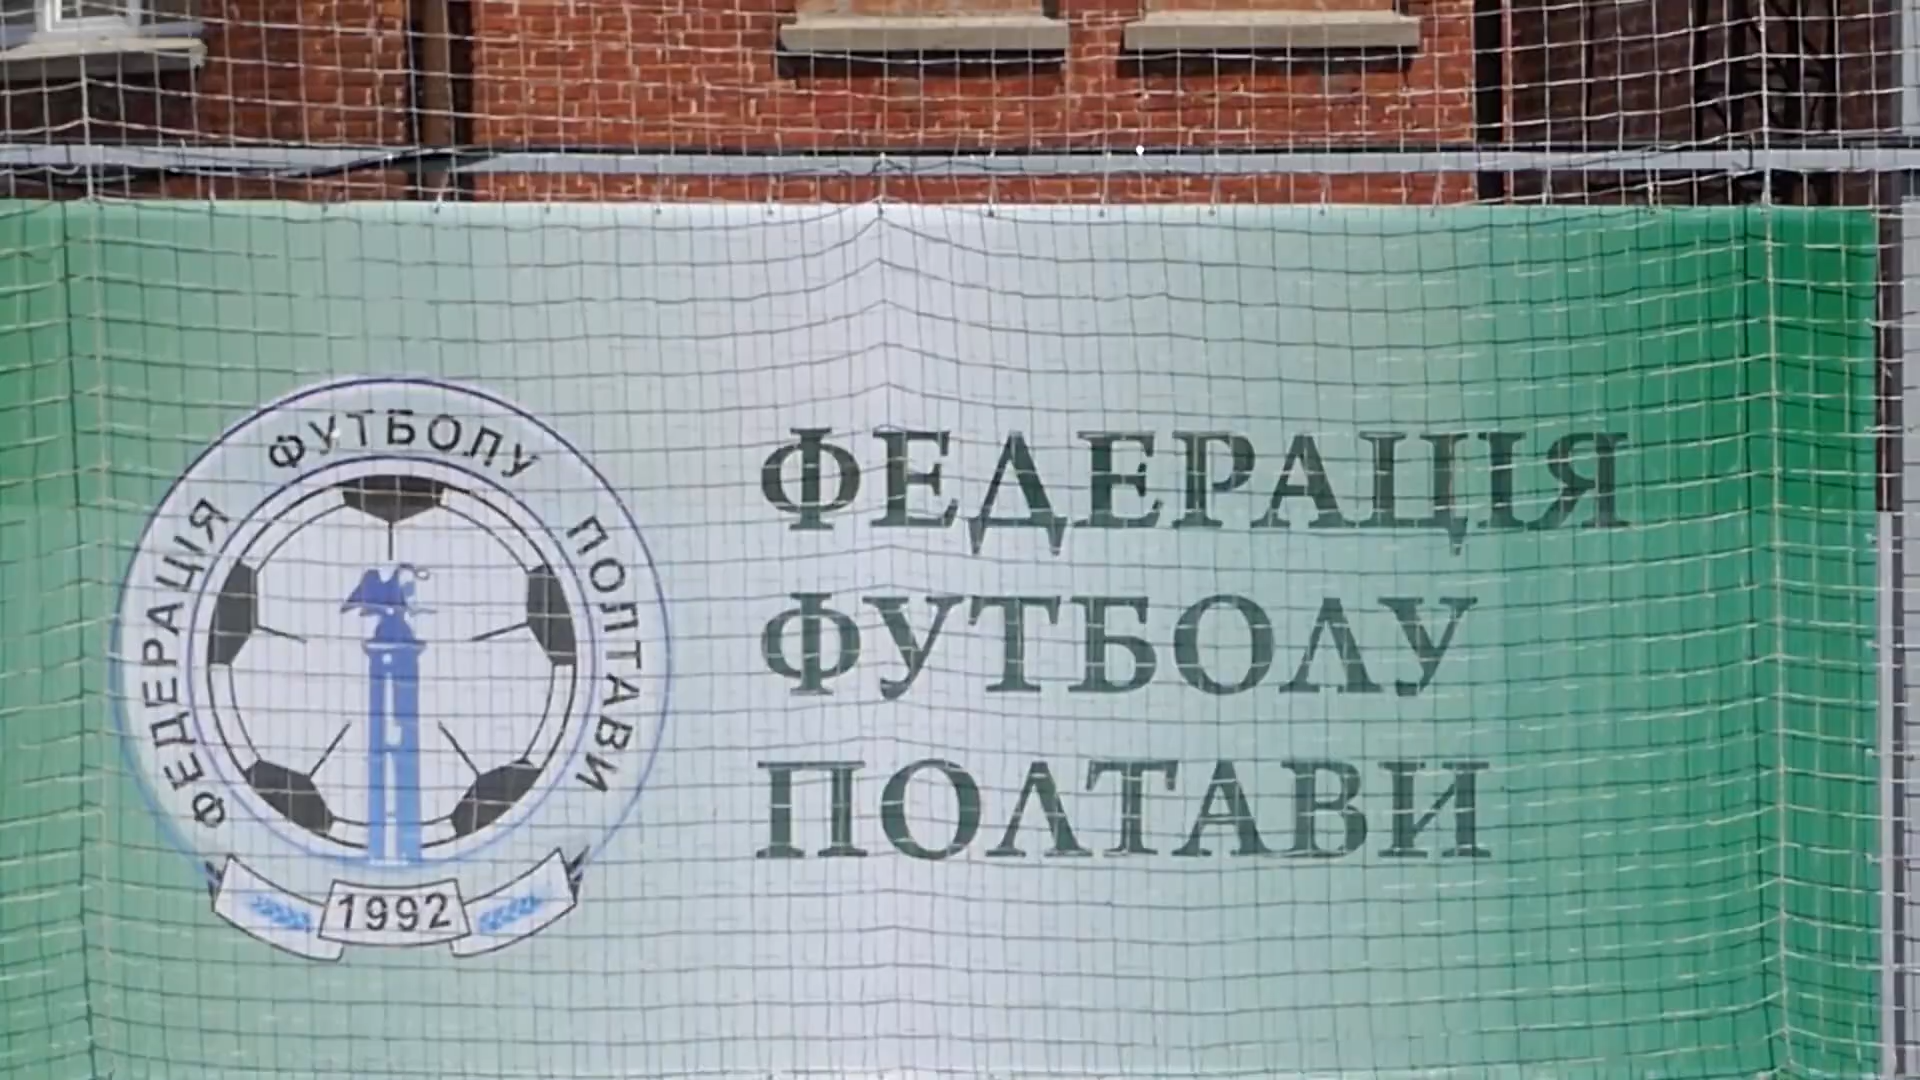 ФЕДЕРАЦІЯ ФУТБОЛУ ПОЛТАВИ
1992
ФЕДЕРАЦІЯ
ФУТБОЛУ
ПОЛТАВИ